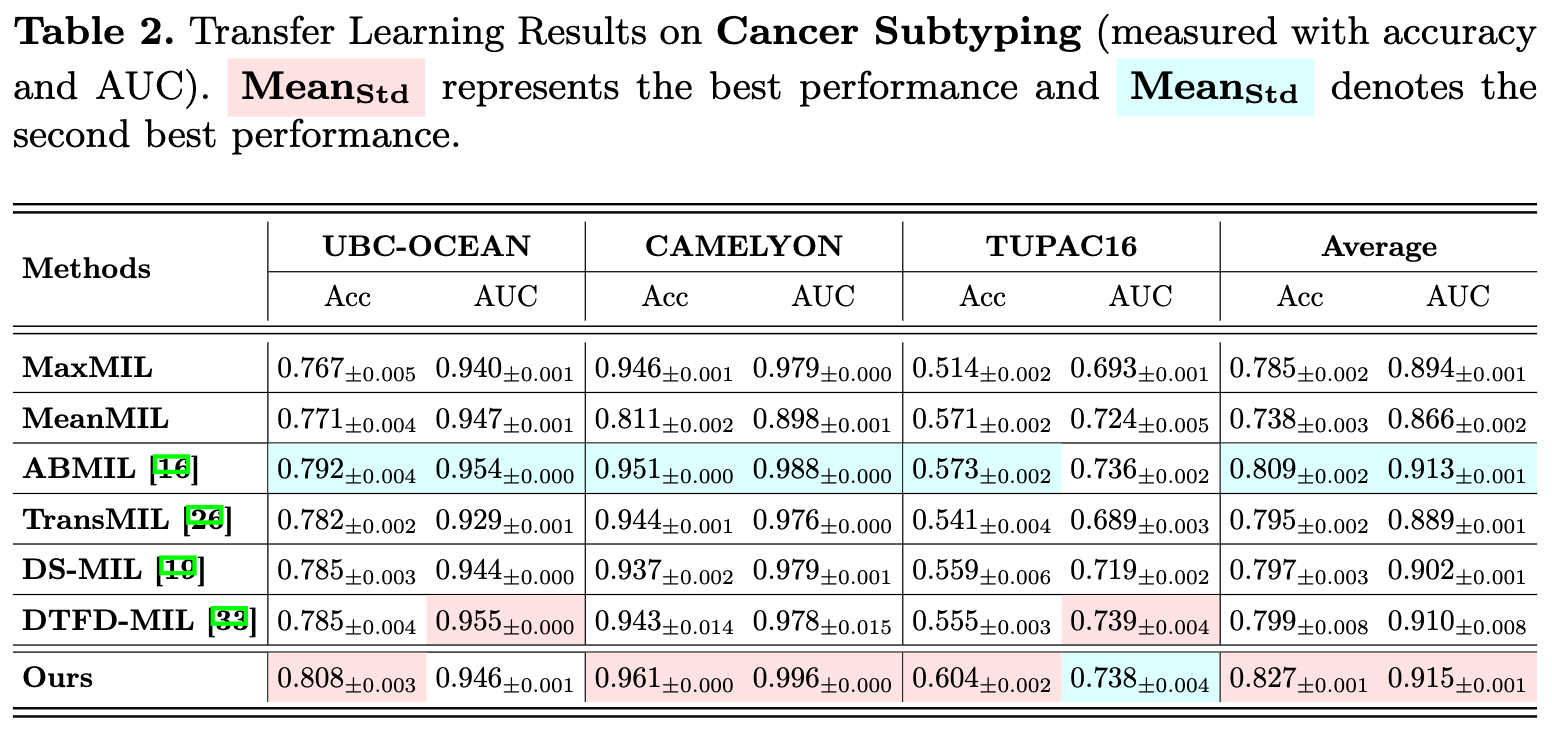 Table 2. Transfer Learning Results on Cancer Subtyping (measured with accuracy
and AUC). MeanStd represents the best performance and MeanStd denotes the
second best performance.
Methods UBC-OCEAN CAMELYON TUPAC16 Average
Acc AUC Acc AUC Acc AUC Acc AUC
MaxMIL 0.767±0.005 0.940±0.001 0.946±0.001 0.979±0.000 0.514±0.002 0.693±0.001 0.785±0.002 0.894±0.001
MeanMIL 0.771±0.004 0.947±0.001 0.811±0.002 0.898±0.001 0.571±0.002 0.724±0.005 0.738±0.003 0.866±0.002
ABMIL [16] 0.792±0.004 0.954±0.000 0.951±0.000 0.988±0.000 0.573±0.002 0.736±0.002 0.809±0.002 0.913±0.001
TransMIL [26] 0.782±0.002 0.929±0.001 0.944±0.001 0.976±0.000 0.541±0.004 0.689±0.003 0.795±0.002 0.889±0.001
DS-MIL [19] 0.785±0.003 0.944±0.000 0.937±0.002 0.979±0.001 0.559±0.006 0.719±0.002 0.797±0.003 0.902±0.001
DTFD-MIL [33] 0.785±0.004 0.955±0.000 0.943±0.014 0.978±0.015 0.555±0.003 0.739±0.004 0.799±0.008 0.910±0.008
Ours 0.808±0.003 0.946±0.001 0.961±0.000 0.996±0.000 0.604±0.002 0.738±0.004 0.827±0.001 0.915±0.001